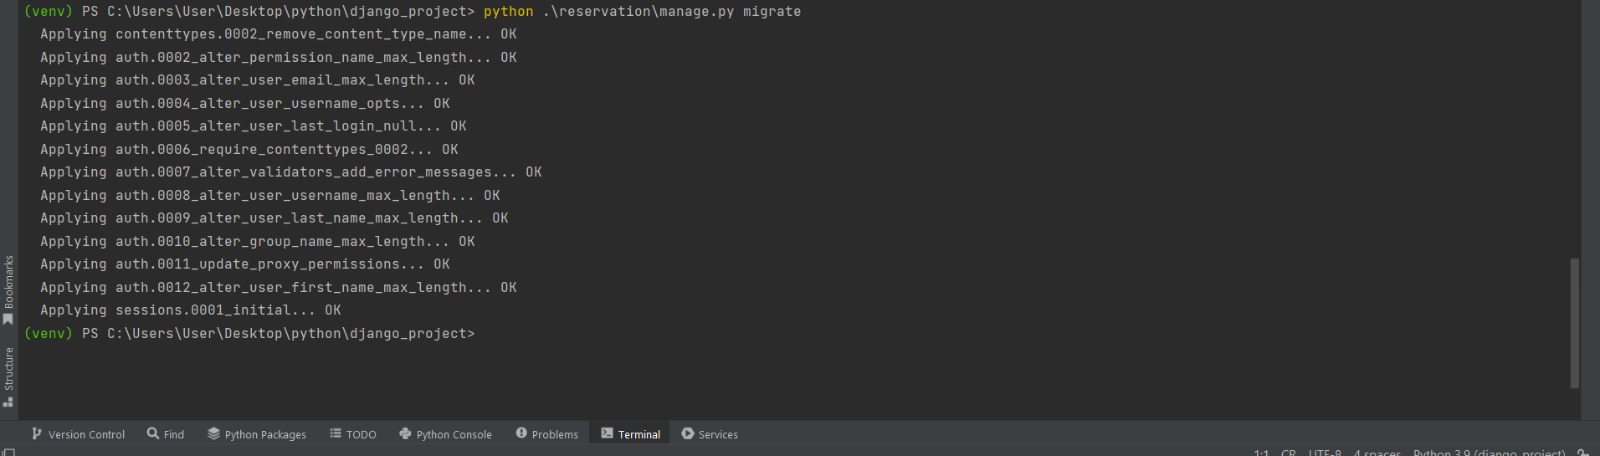 (venv) PS C:\Users\User\Desktop\python\django_project> python .\reservation\manage.py migrate
Applying contenttypes.0002_remove_content_type_name... OK
Applying auth.0002_alter_permission_name_max_length... OK
Applying auth.0003_alter_user_email_max_length... OK
Applying auth.0004_alter_user_username_opts... OK
Applying auth.0005_alter_user_last_login_null... OK
Applying auth.0006_require_contenttypes_0002... OK
Applying auth.0007_alter_validators_add_error_messages... OK
Applying auth.0008_alter_user_username_max_length... OK
Applying auth.0009_alter_user_last_name_max_length... OK
Applying auth.0010_alter_group_name_max_length... OK
Applying auth.0011_update_proxy_permissions... OK
Applying auth.0012_alter_user_first_name_max_length... OK
Applying sessions.0001_initial... OK
(venv) PS C:\Users\User\Desktop\python\django_project>
Bookmarks
Structure
Version Control Find Python Packages TODO Python Console Problems Terminal Services
1:1 CR UTF-8 4 spaces Python 3.9 (django_project)